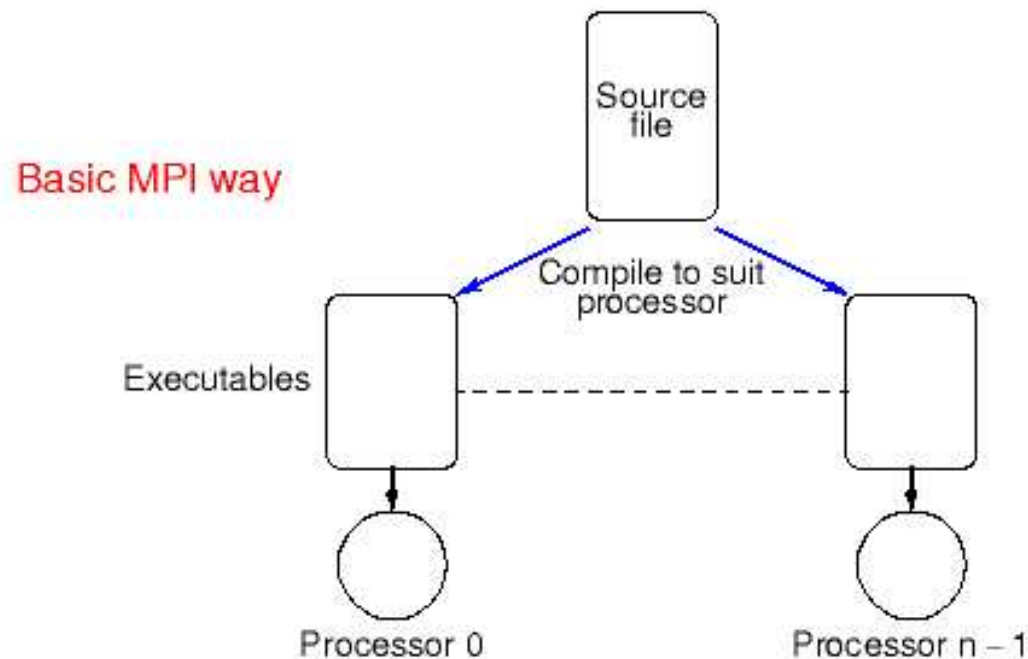 Source
file
Basic MPI way
Compile to suit
processor
Executables
Processor 0
Processor n – 1